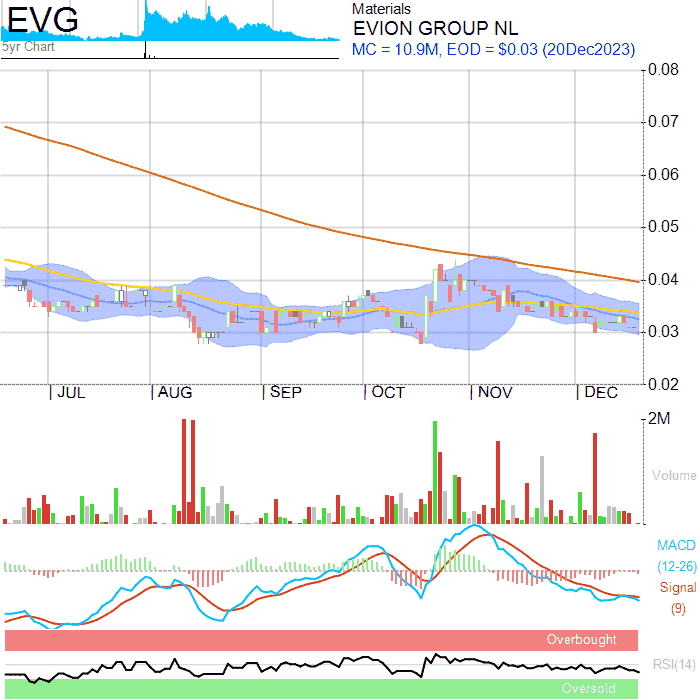 EVG
5yr Chart
Materials
EVION GROUP NL
MC = 10.9M, EOD = $0.03 (20Dec2023)
0.08
0.07
0.06
0.05
0.04
0.03
0.02
JUL AUG SEP OCT NOV DEC
2M
Volume
MACD
(12-26)
Signal
(9)
Overbought
RSI(14)
Oversold